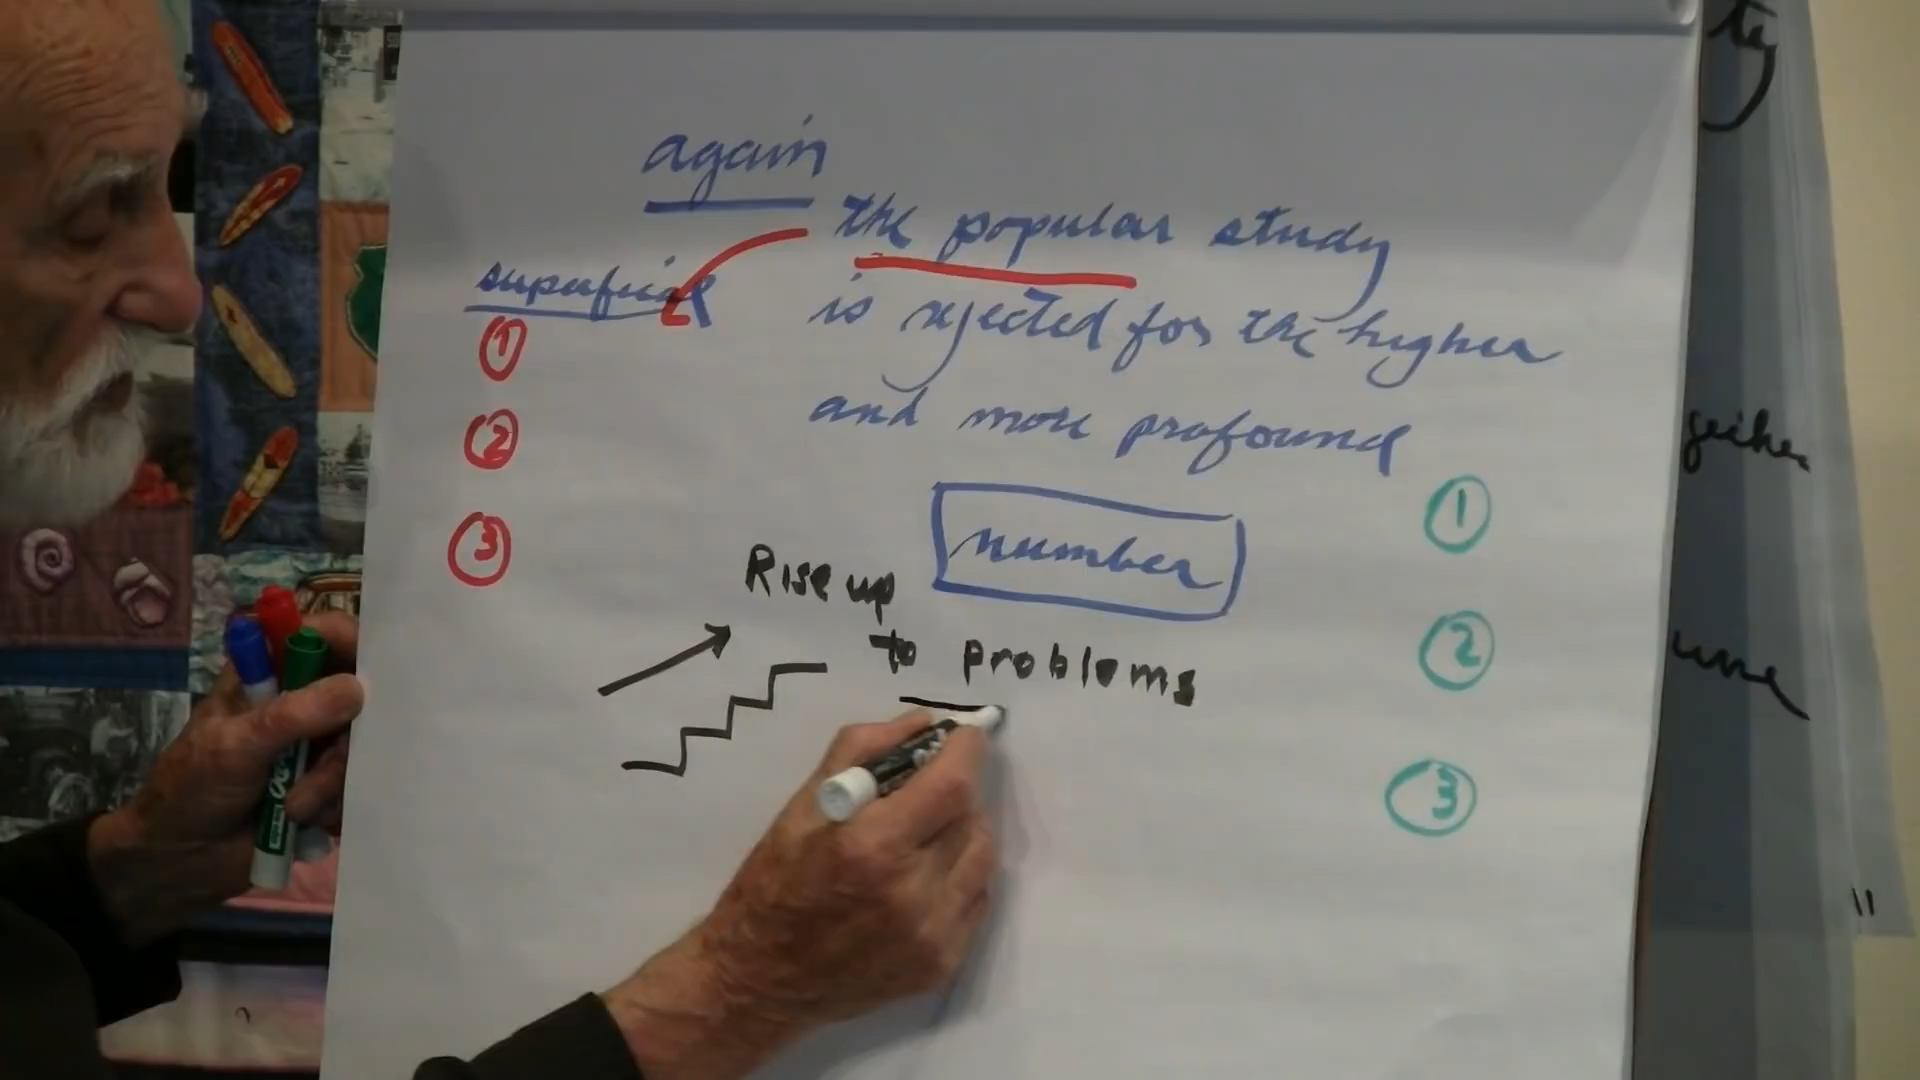 again
the popular study
superficial
is rejected for the higher
and more profound
number
1
2
3
Rise up
to problems
1
2
3